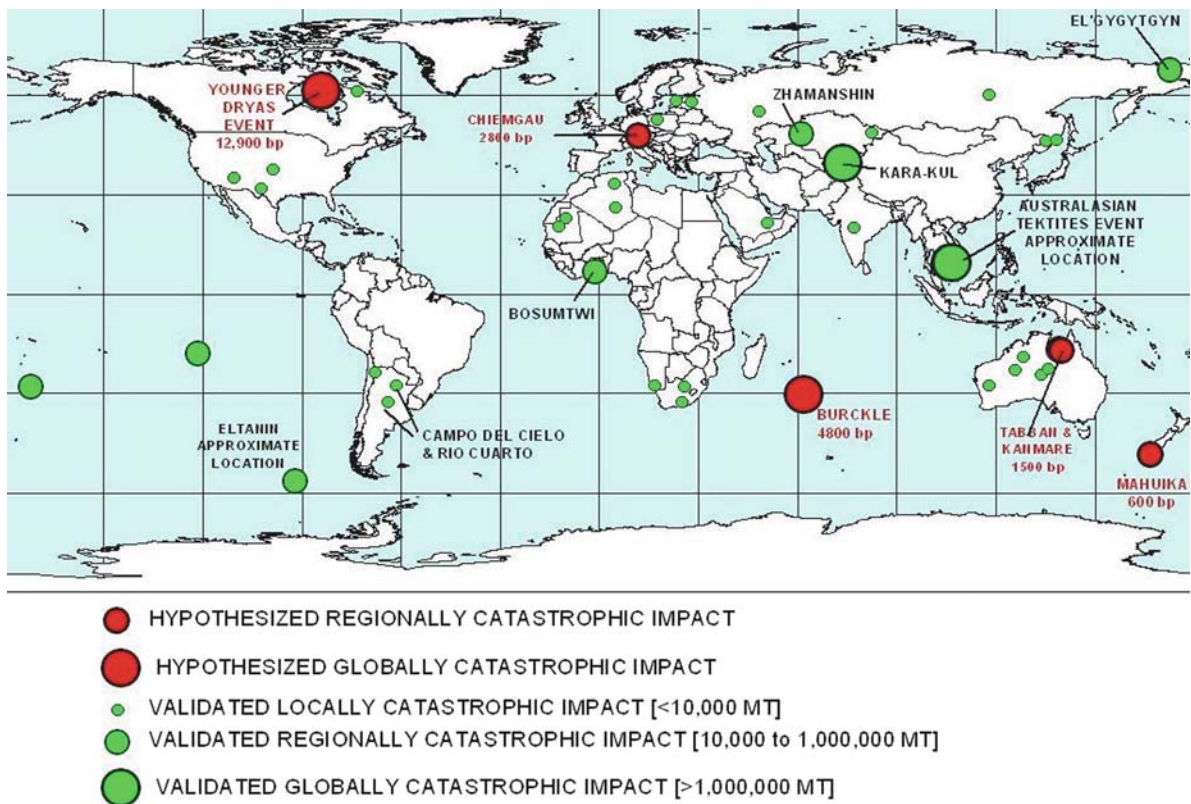 EL'GYGYTGYN
YOUNGER
DRYAS
EVENT
12,900 bp
CHIEMGAU
2800 bp
ZHAMANSHIN
KARA-KUL
AUSTRALASIAN
TEKTITES EVENT
APPROXIMATE
LOCATION
BOSUMTWI
ELTANIN
APPROXIMATE
LOCATION
CAMPO DEL CIELO
& RIO CUARTO
BURCKLE
4800 bp
TABBAN &
KANMARE
1500 bp
MAHUIKA
600 bp
HYPOTHESIZED REGIONALLY CATASTROPHIC IMPACT
HYPOTHESIZED GLOBALLY CATASTROPHIC IMPACT
VALIDATED LOCALLY CATASTROPHIC IMPACT [<10,000 MT]
VALIDATED REGIONALLY CATASTROPHIC IMPACT [10,000 to 1,000,000 MT]
VALIDATED GLOBALLY CATASTROPHIC IMPACT [>1,000,000 MT]